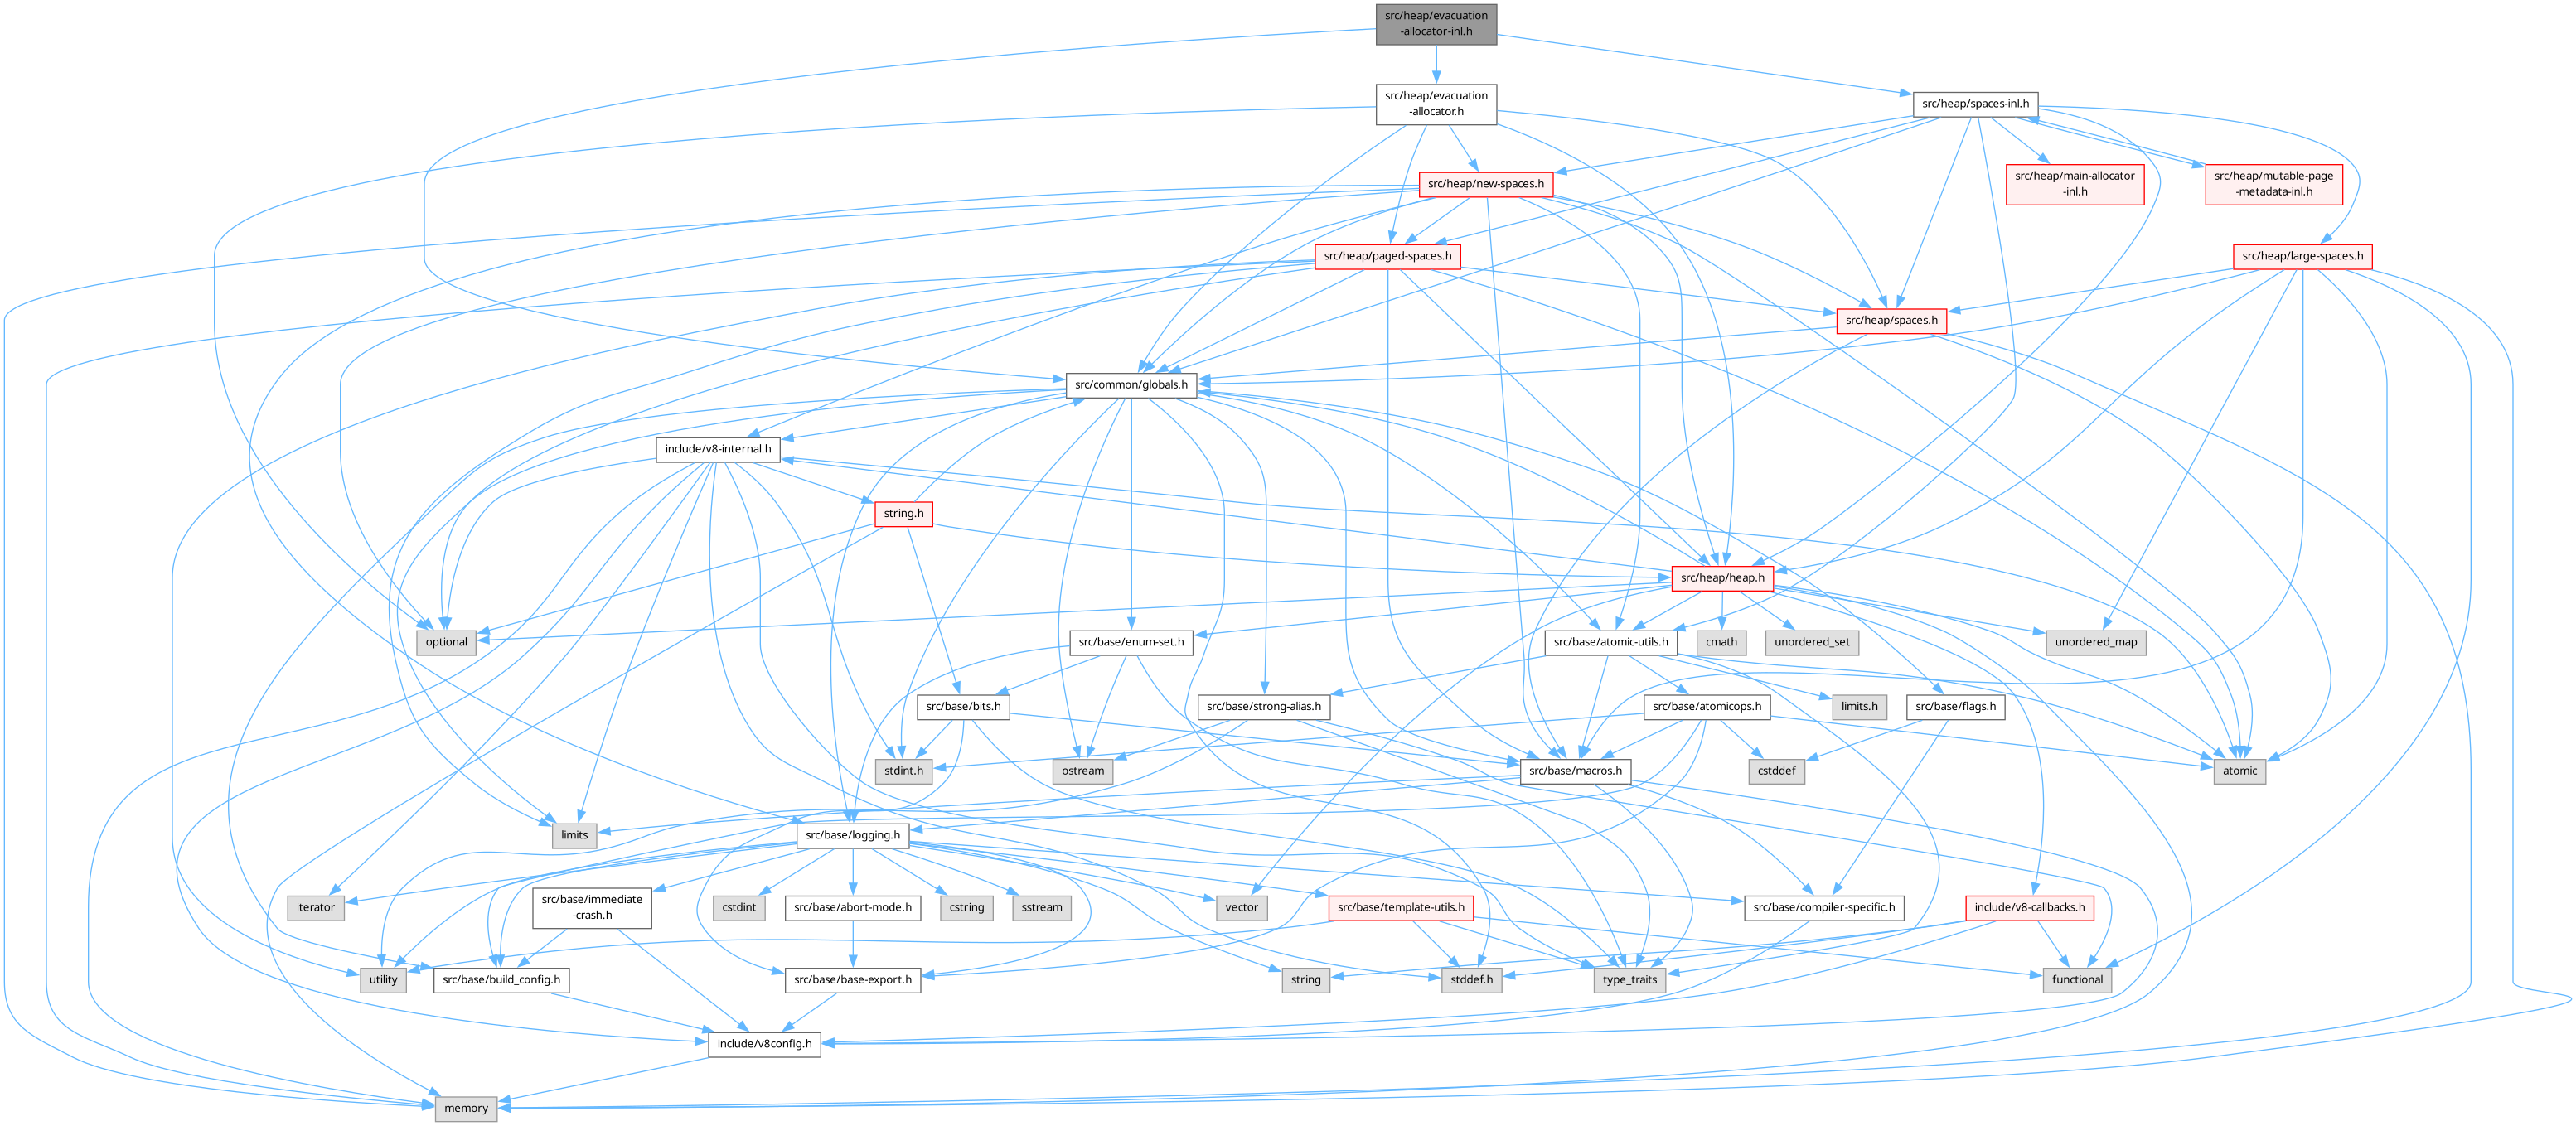 src/heap/evacuation
-allocator-inl.h
src/heap/evacuation
-allocator.h
src/heap/spaces-inl.h
src/heap/new-spaces.h
src/heap/main-allocator
-inl.h
src/heap/mutable-page
-metadata-inl.h
src/heap/paged-spaces.h
src/heap/large-spaces.h
src/heap/spaces.h
src/common/globals.h
include/v8-internal.h
string.h
src/heap/heap.h
optional
src/base/enum-set.h
src/base/atomic-utils.h
cmath
unordered_set
unordered_map
src/base/bits.h
src/base/strong-alias.h
src/base/atomicops.h
limits.h
src/base/flags.h
stdint.h
ostream
src/base/macros.h
cstddef
atomic
limits
src/base/logging.h
iterator
src/base/immediate
-crash.h
cstdint
src/base/abort-mode.h
cstring
sstream
vector
src/base/template-utils.h
src/base/compiler-specific.h
include/v8-callbacks.h
utility
src/base/build_config.h
src/base/base-export.h
string
stddef.h
type_traits
functional
include/v8config.h
memory